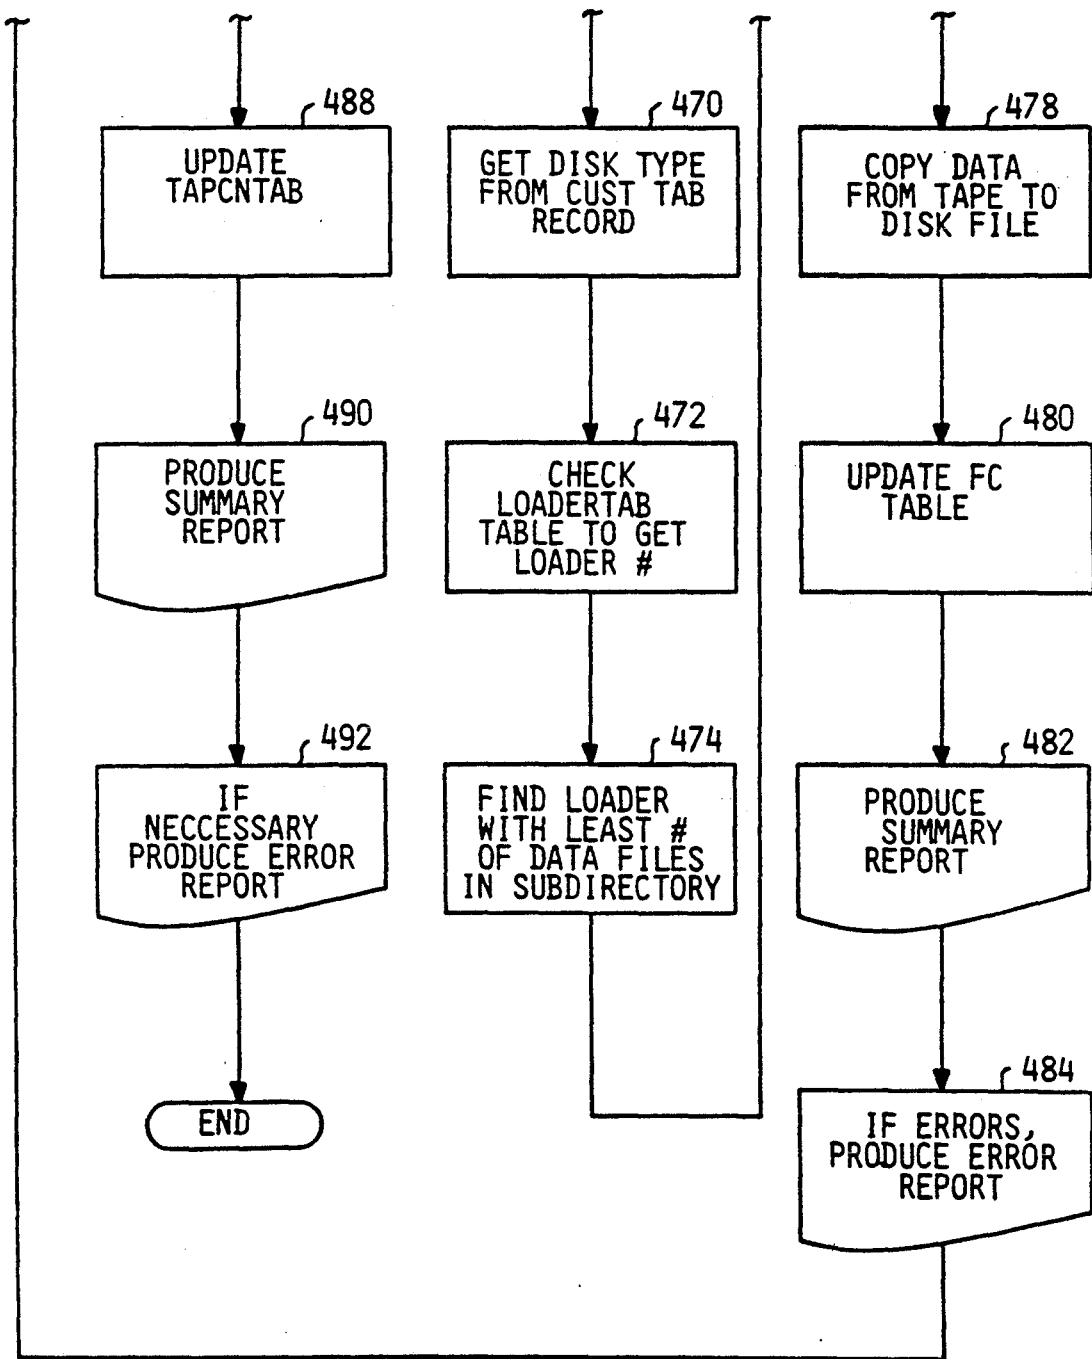 488
UPDATE
TAPCNTAB
490
PRODUCE
SUMMARY
REPORT
492
IF
NECCESSARY
PRODUCE ERROR
REPORT
END
470
GET DISK TYPE
FROM CUST TAB
RECORD
472
CHECK
LOADERTAB
TABLE TO GET
LOADER #
474
FIND LOADER
WITH LEAST #
OF DATA FILES
IN SUBDIRECTORY
478
COPY DATA
FROM TAPE TO
DISK FILE
480
UPDATE FC
TABLE
482
PRODUCE
SUMMARY
REPORT
484
IF ERRORS,
PRODUCE ERROR
REPORT